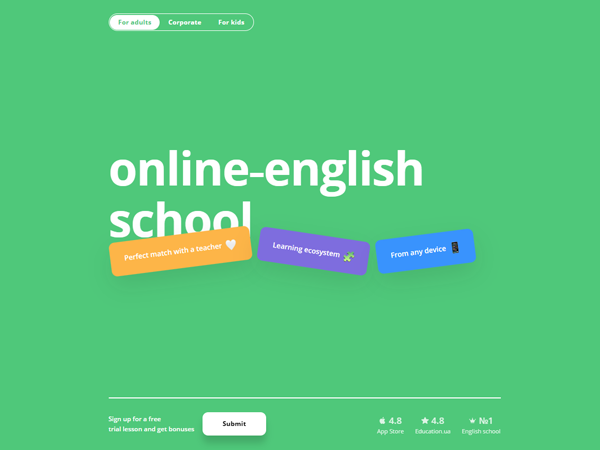 For adults Corporate For kids
online-english
school
Perfect match with a teacher 🤍 Learning ecosystem 🧩 From any device 📱
Sign up for a free
trial lesson and get bonuses
Submit
4.8 4.8 №1
App Store Education.ua English school